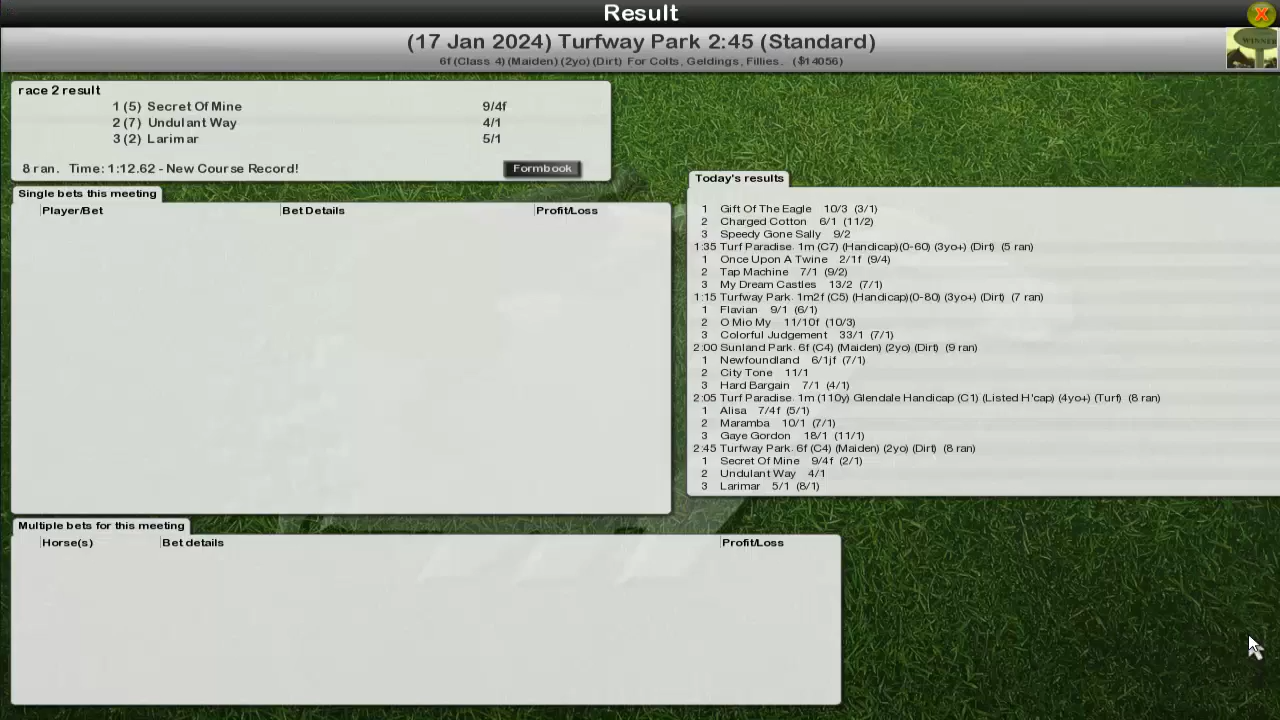 Result
(17 Jan 2024) Turfway Park 2:45 (Standard)
6f (Class 4) (Maiden) (2yo) (Dirt) For Colts, Geldings, Fillies. ($14056)
WINNER
race 2 result
1 (5) Secret Of Mine 9/4f
2 (7) Undulant Way 4/1
3 (2) Larimar 5/1
8 ran. Time: 1:12.62 - New Course Record!
Formbook
Single bets this meeting
Player/Bet Bet Details Profit/Loss
Today's results
1 Gift Of The Eagle 10/3 (3/1)
2 Charged Cotton 6/1 (11/2)
3 Speedy Gone Sally 9/2
1:35 Turf Paradise. 1m (C7) (Handicap)(0-60) (3yo+) (Dirt) (5 ran)
1 Once Upon A Twine 2/1f (9/4)
2 Tap Machine 7/1 (9/2)
3 My Dream Castles 13/2 (7/1)
1:15 Turfway Park. 1m2f (C5) (Handicap)(0-80) (3yo+) (Dirt) (7 ran)
1 Flavian 9/1 (6/1)
2 O Mio My 11/10f (10/3)
3 Colorful Judgement 33/1 (7/1)
2:00 Sunland Park. 6f (C4) (Maiden) (2yo) (Dirt) (9 ran)
1 Newfoundland 6/1jf (7/1)
2 City Tone 11/1
3 Hard Bargain 7/1 (4/1)
2:05 Turf Paradise. 1m (110y) Glendale Handicap (C1) (Listed H'cap) (4yo+) (Turf) (8 ran)
1 Alisa 7/4f (5/1)
2 Maramba 10/1 (7/1)
3 Gaye Gordon 18/1 (11/1)
2:45 Turfway Park. 6f (C4) (Maiden) (2yo) (Dirt) (8 ran)
1 Secret Of Mine 9/4f (2/1)
2 Undulant Way 4/1
3 Larimar 5/1 (8/1)
Multiple bets for this meeting
Horse(s) Bet details Profit/Loss